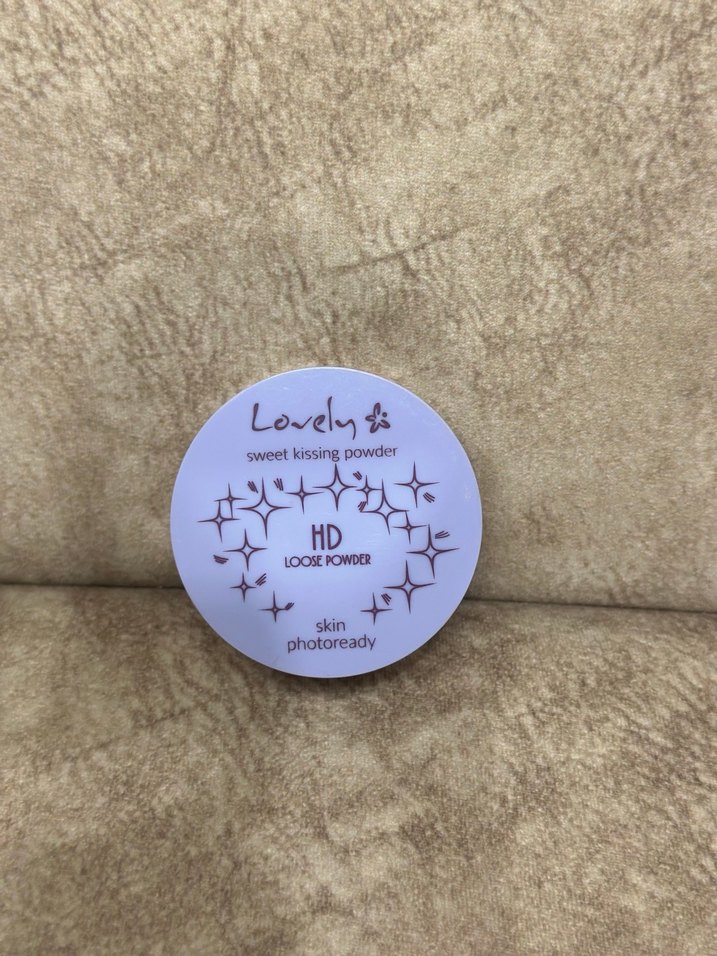 Lovely
sweet kissing powder
HD
LOOSE POWDER
skin
photoready